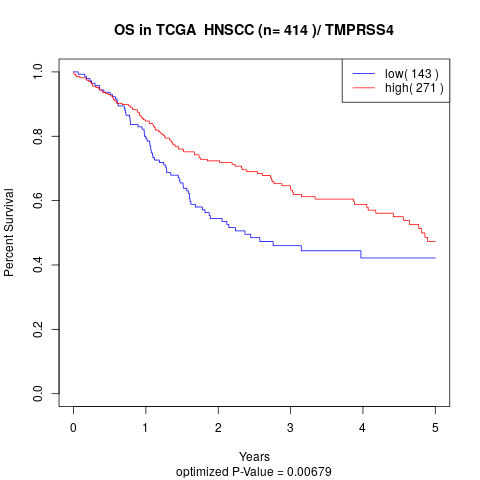 OS in TCGA  HNSCC (n= 414 )/ TMPRSS4
low( 143 )
high( 271 )
Percent Survival
1.0
0.8
0.6
0.4
0.2
0.0
0 1 2 3 4 5
Years
optimized P-Value = 0.00679